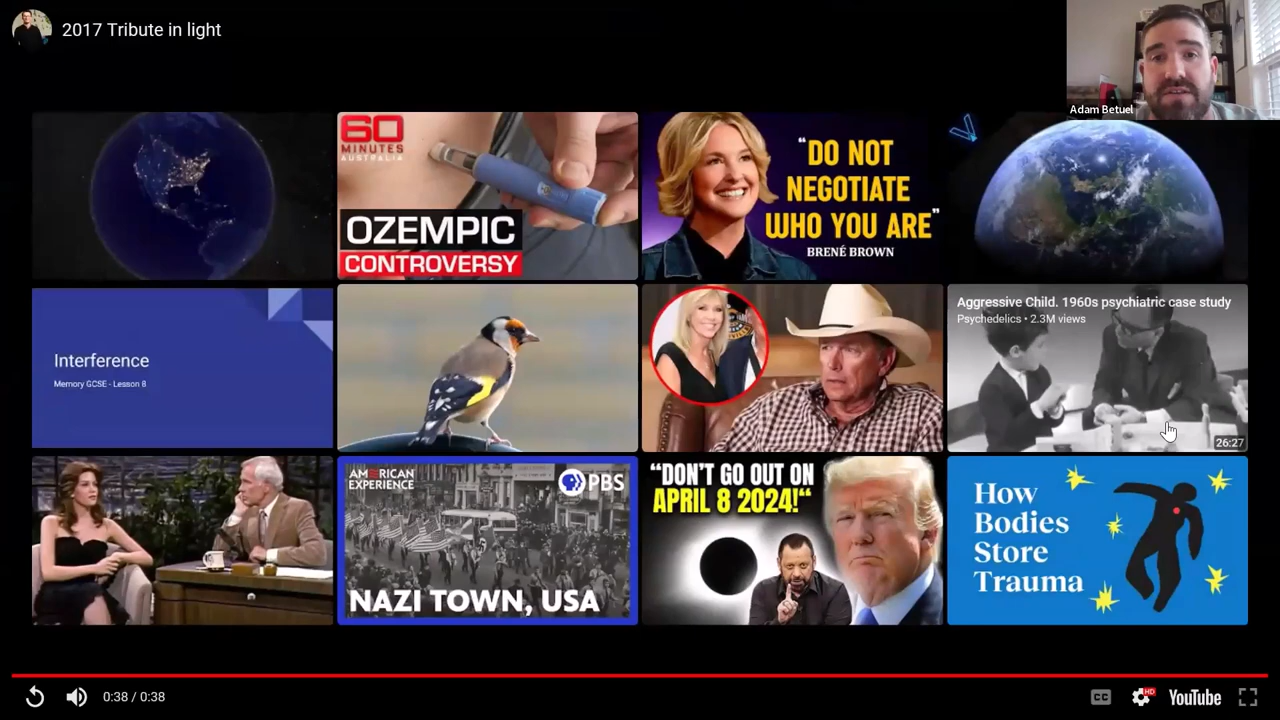 2017 Tribute in light
Adam Betuel
60
MINUTES
AUSTRALIA
OZEMPIC
CONTROVERSY
“DO NOT
NEGOTIATE
WHO YOU ARE”
BRENÉ BROWN
Interference
Memory GCSE - Lesson 8
Aggressive Child. 1960s psychiatric case study
Psychedelics • 2.3M views
26:27
AMERICAN
EXPERIENCE
PBS
NAZI TOWN, USA
“DON'T GO OUT ON
APRIL 8 2024!“
How
Bodies
Store
Trauma
0:38 / 0:38
CC
HD
YouTube